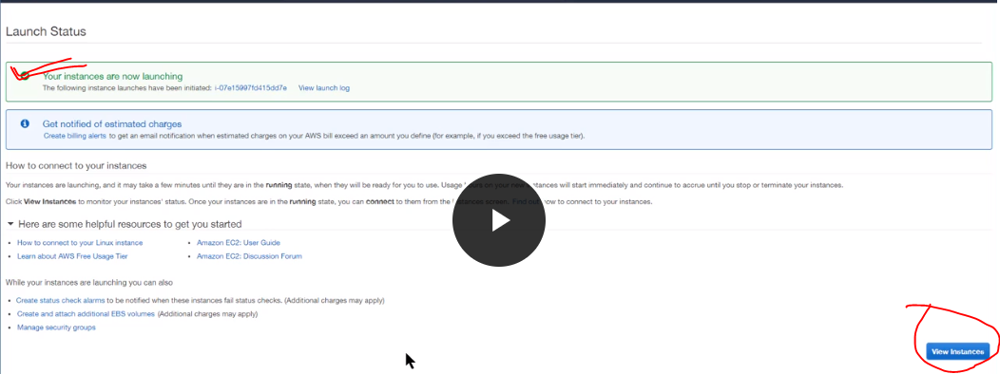 Launch Status
Your instances are now launching
The following instance launches have been initiated: i-07e15997fd415dd7e View launch log
Get notified of estimated charges
Create billing alerts to get an email notification when estimated charges on your AWS bill exceed an amount you define (for example, if you exceed the free usage tier).
How to connect to your instances
Your instances are launching, and it may take a few minutes until they are in the running state, when they will be ready for you to use. Usage on your new instances will start immediately and continue to accrue until you stop or terminate your instances.
Click View Instances to monitor your instances' status. Once your instances are in the running state, you can connect to them from the screen. Find out how to connect to your instances.
Here are some helpful resources to get you started
• How to connect to your Linux instance • Amazon EC2: User Guide
• Learn about AWS Free Usage Tier • Amazon EC2: Discussion Forum
While your instances are launching you can also
• Create status check alarms to be notified when these instances fail status checks. (Additional charges may apply)
• Create and attach additional EBS volumes (Additional charges may apply)
• Manage security groups
View Instances